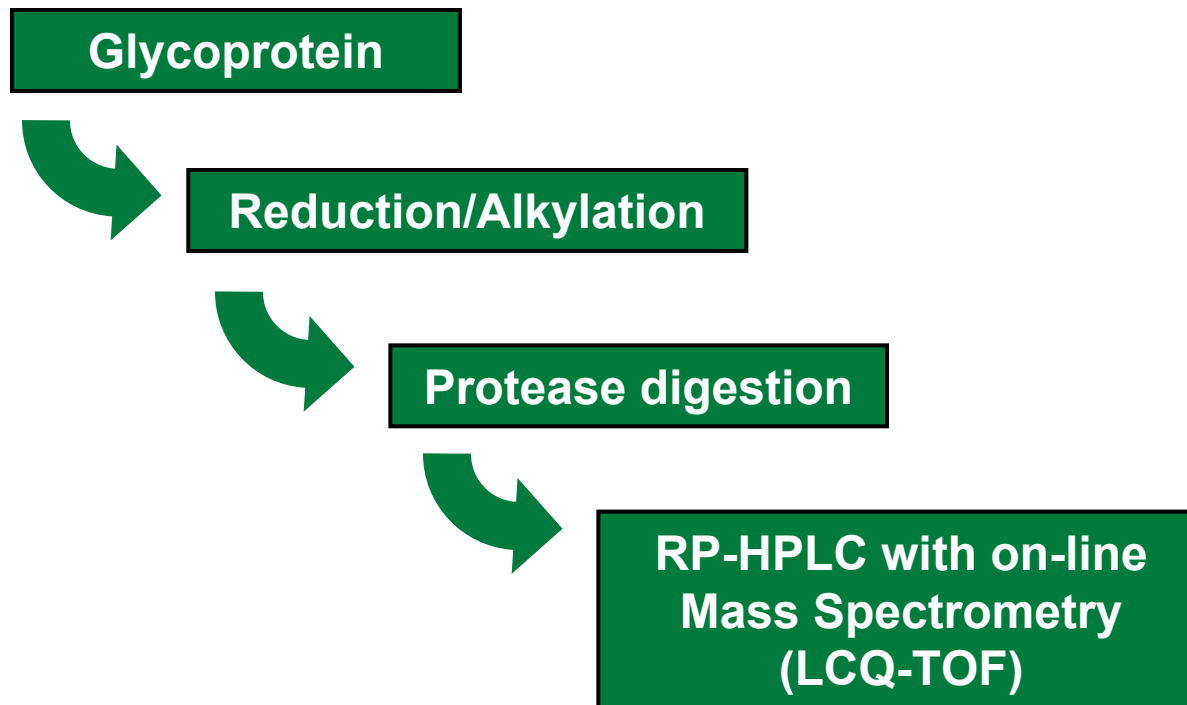 Glycoprotein
Reduction/Alkylation
Protease digestion
RP-HPLC with on-line
Mass Spectrometry
(LCQ-TOF)